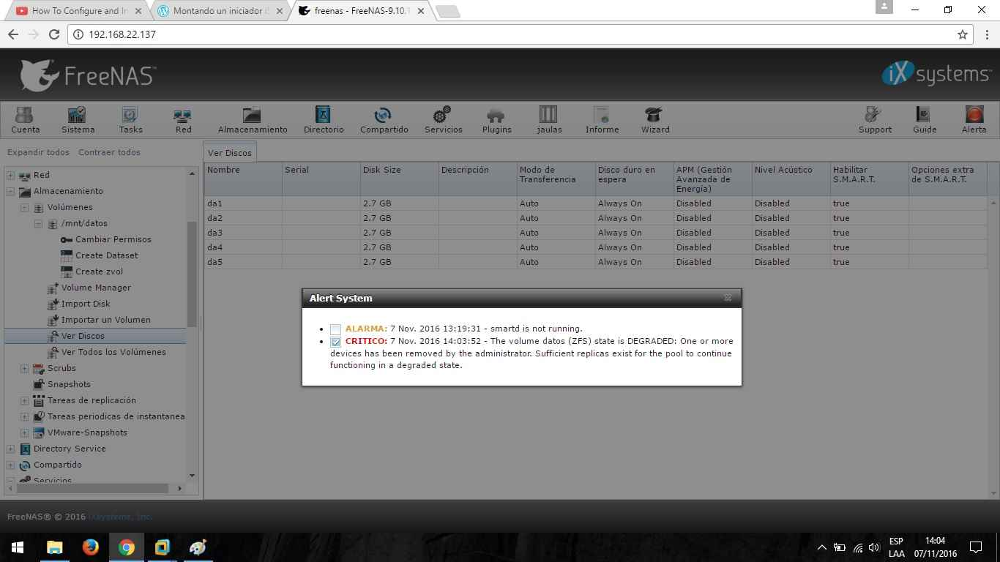 How To Configure and In
Montando un iniciador iS
freenas - FreeNAS-9.10.1
192.168.22.137
FreeNAS™
iXsystems™
Cuenta
Sistema
Tasks
Red
Almacenamiento
Directorio
Compartido
Servicios
Plugins
jaulas
Informe
Wizard
Support
Guide
Alerta
Expandir todos Contraer todos
Red
Almacenamiento
Volúmenes
/mnt/datos
Cambiar Permisos
Create Dataset
Create zvol
Volume Manager
Import Disk
Importar un Volumen
Ver Discos
Ver Todos los Volúmenes
Scrubs
Snapshots
Tareas de replicación
Tareas periodicas de instantanea
VMware-Snapshots
Directory Service
Compartido
Servicios
Ver Discos
Nombre Serial Disk Size Descripción Modo de Transferencia Disco duro en espera APM (Gestión Avanzada de Energía) Nivel Acústico Habilitar S.M.A.R.T. Opciones extra de S.M.A.R.T.
da1 2.7 GB Auto Always On Disabled Disabled true
da2 2.7 GB Auto Always On Disabled Disabled true
da3 2.7 GB Auto Always On Disabled Disabled true
da4 2.7 GB Auto Always On Disabled Disabled true
da5 2.7 GB Auto Always On Disabled Disabled true
Alert System
ALARMA: 7 Nov. 2016 13:19:31 - smartd is not running.
CRITICO: 7 Nov. 2016 14:03:52 - The volume datos (ZFS) state is DEGRADED: One or more
devices has been removed by the administrator. Sufficient replicas exist for the pool to continue
functioning in a degraded state.
FreeNAS® © 2016 iXsystems, Inc.
ESP
LAA
14:04
07/11/2016